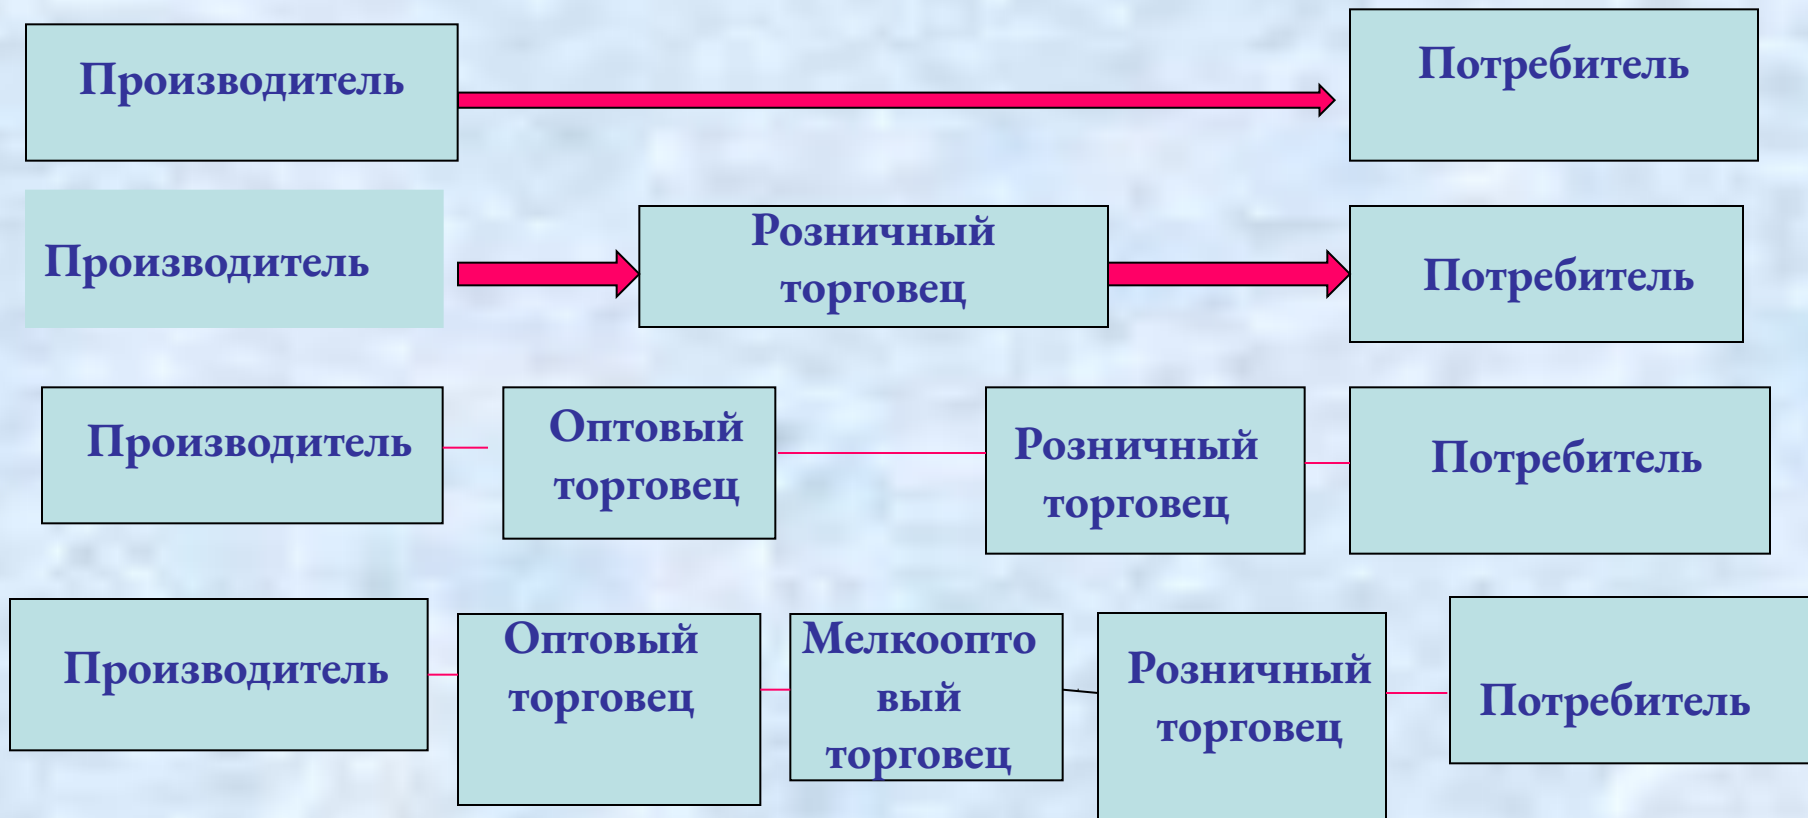 Производитель
Потребитель
Производитель
Розничный
торговец
Потребитель
Производитель
Оптовый
торговец
Розничный
торговец
Потребитель
Производитель
Оптовый
торговец
Мелкоопто
вый
торговец
Розничный
торговец
Потребитель